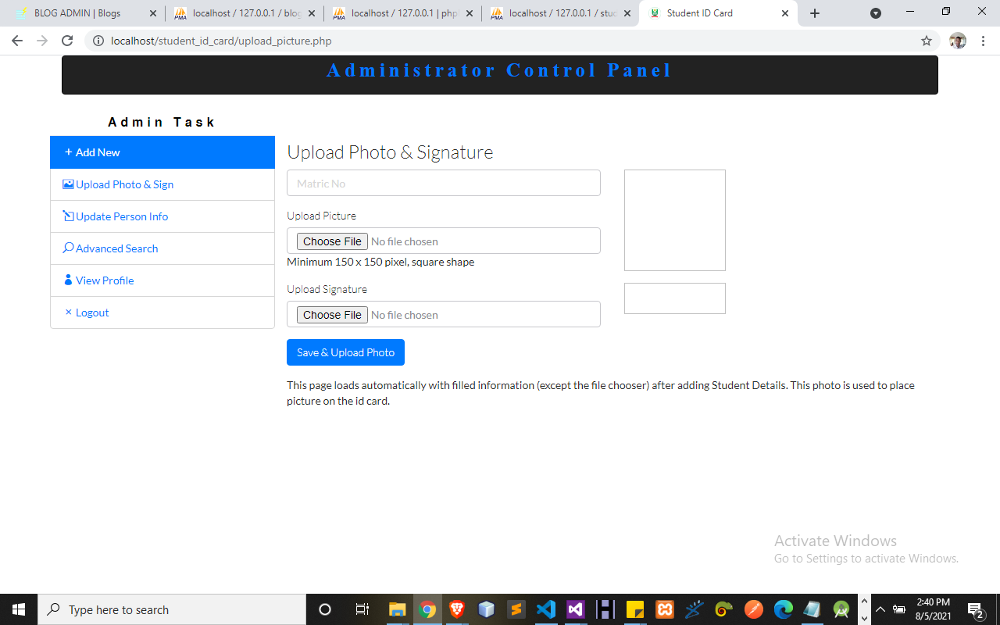 BLOG ADMIN | Blogs
localhost / 127.0.0.1 / blog
localhost / 127.0.0.1 | php
localhost / 127.0.0.1 / stu
Student ID Card
localhost/student_id_card/upload_picture.php
Administrator Control Panel
Admin Task
+ Add New
Upload Photo & Sign
Update Person Info
Advanced Search
View Profile
× Logout
Upload Photo & Signature
Matric No
Upload Picture
Choose File No file chosen
Minimum 150 x 150 pixel, square shape
Upload Signature
Choose File No file chosen
Save & Upload Photo
This page loads automatically with filled information (except the file chooser) after adding Student Details. This photo is used to place
picture on the id card.
Activate Windows
Go to Settings to activate Windows.
Type here to search
2:40 PM
8/5/2021
2